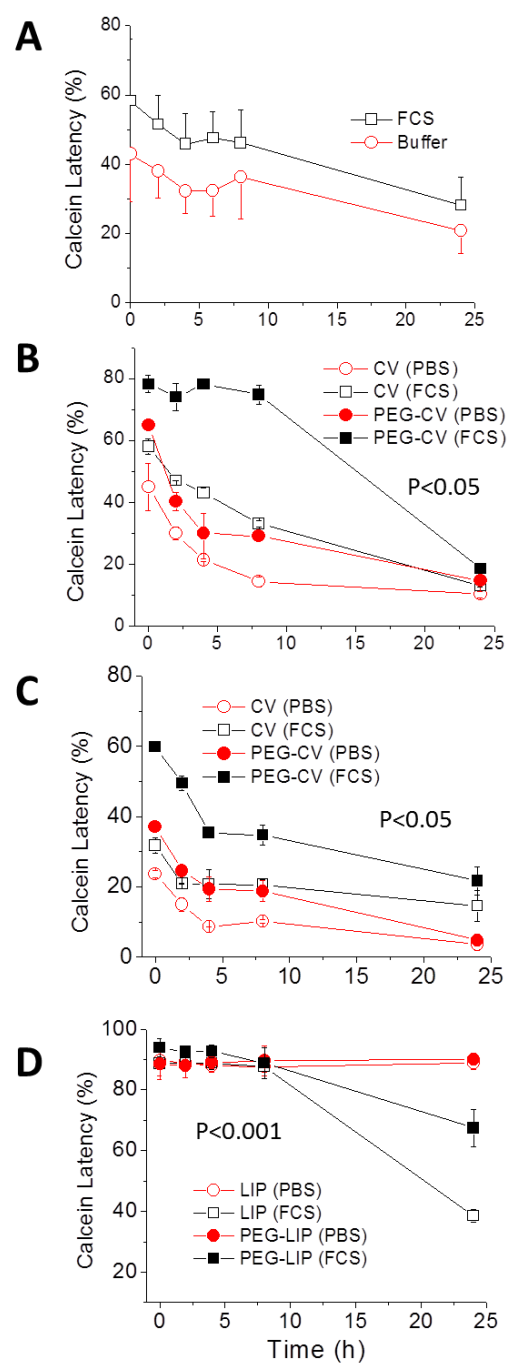 A
80
60
40
20
0
Calcein Latency (%)
FCS
Buffer
0 5 10 15 20 25
B
80
60
40
20
0
Calcein Latency (%)
CV (PBS)
CV (FCS)
PEG-CV (PBS)
PEG-CV (FCS)
P<0.05
0 5 10 15 20 25
C
80
60
40
20
0
Calcein Latency (%)
CV (PBS)
CV (FCS)
PEG-CV (PBS)
PEG-CV (FCS)
P<0.05
0 5 10 15 20 25
D
100
80
60
40
20
Calcein Latency (%)
P<0.001
LIP (PBS)
LIP (FCS)
PEG-LIP (PBS)
PEG-LIP (FCS)
0 5 10 15 20 25
Time (h)